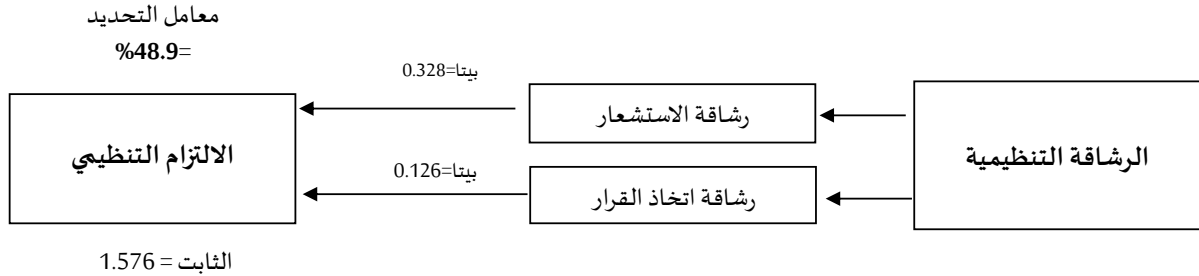 معامل التحديد
=48.9%
بيتا=0.328
رشاقة الاستشعار
الرشاقة التنظيمية
الالتزام التنظيمي
بيتا=0.126
رشاقة اتخاذ القرار
الثابت = 1.576